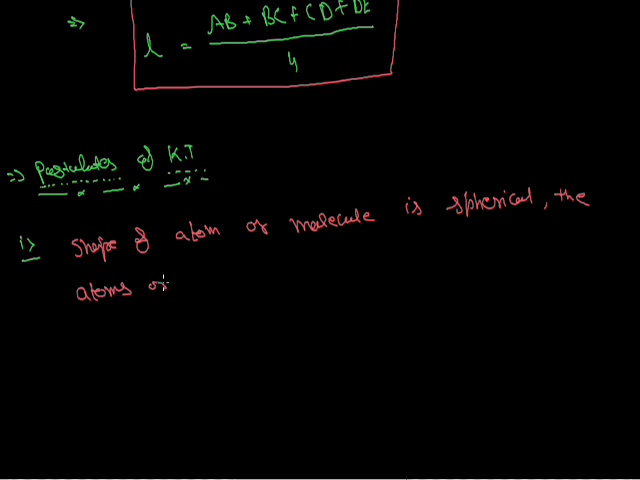 => l = AB + BC + CD + DE / 4
=> Postulates of K.T
i> Shape of atom or molecule is spherical, the
atoms or